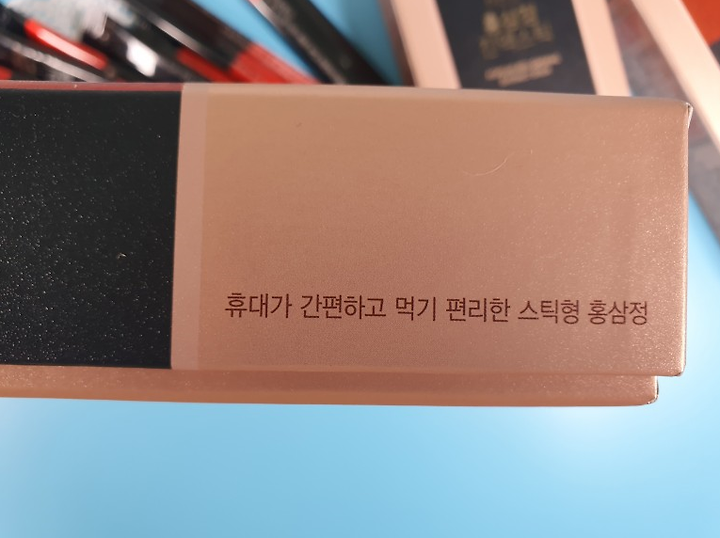 휴대가 간편하고 먹기 편리한 스틱형 홍삼정